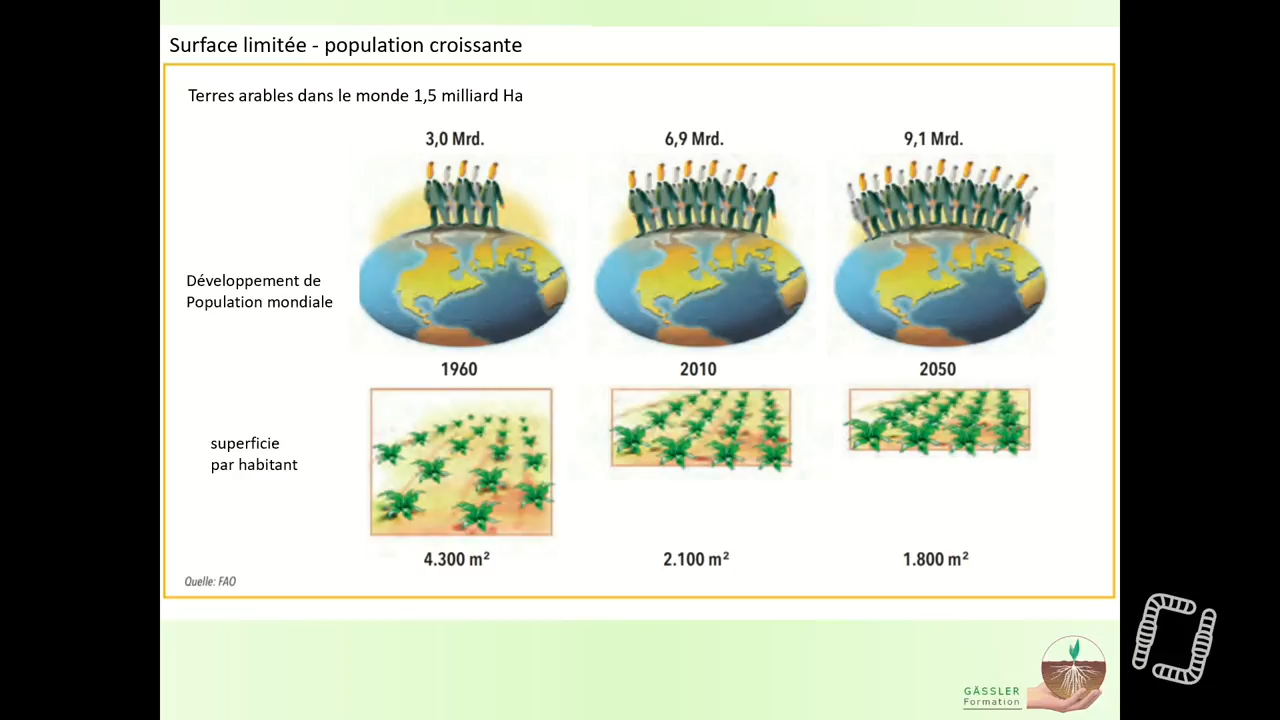 Surface limitée - population croissante
Terres arables dans le monde 1,5 milliard Ha
3,0 Mrd.
6,9 Mrd.
9,1 Mrd.
Développement de
Population mondiale
1960
2010
2050
superficie
par habitant
4.300 m²
2.100 m²
1.800 m²
Quelle: FAO
GÄSSLER
Formation